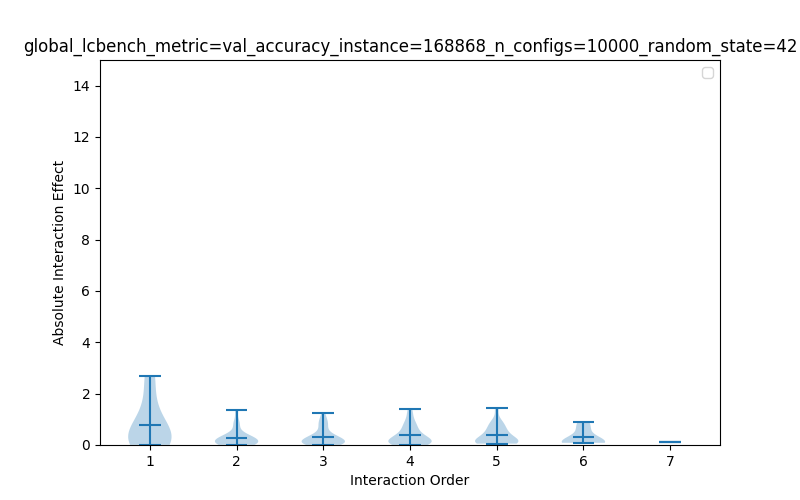 global_lcbench_metric=val_accuracy_instance=168868_n_configs=10000_random_state=42
14
12
10
8
6
4
2
0
Absolute Interaction Effect
1 2 3 4 5 6 7
Interaction Order